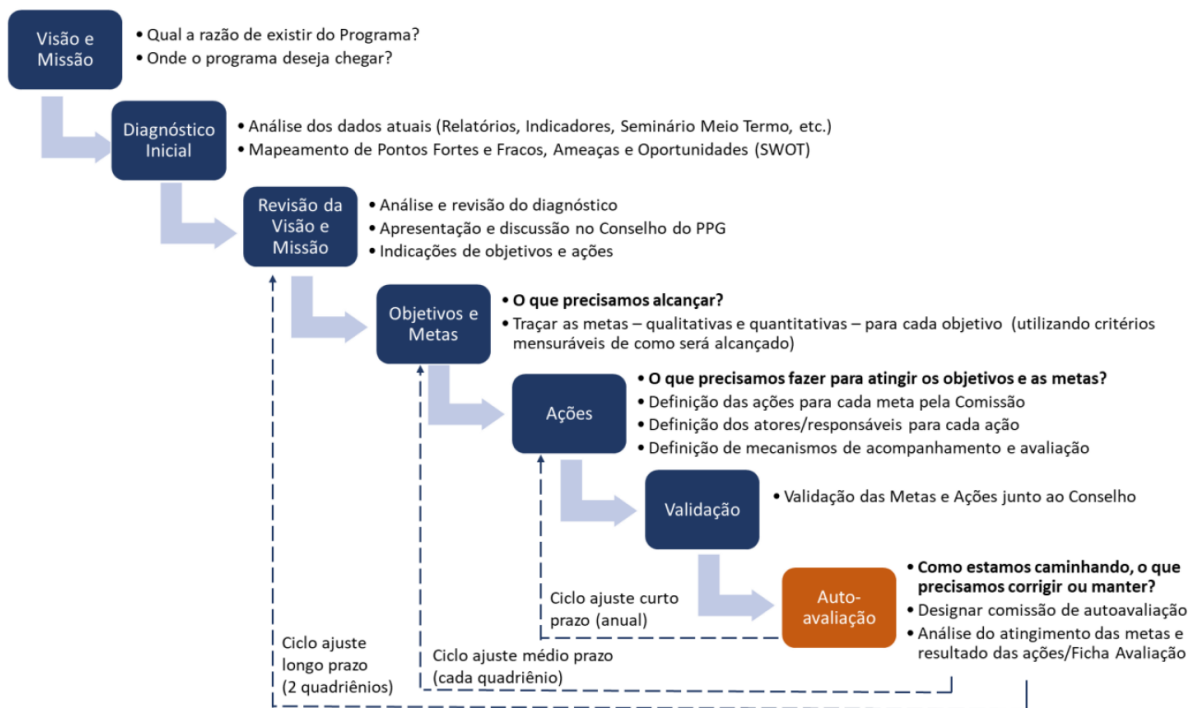 Visão e
Missão
• Qual a razão de existir do Programa?
• Onde o programa deseja chegar?
Diagnóstico
Inicial
• Análise dos dados atuais (Relatórios, Indicadores, Seminário Meio Termo, etc.)
• Mapeamento de Pontos Fortes e Fracos, Ameaças e Oportunidades (SWOT)
Revisão da
Visão e
Missão
• Análise e revisão do diagnóstico
• Apresentação e discussão no Conselho do PPG
• Indicações de objetivos e ações
Objetivos e
Metas
• O que precisamos alcançar?
• Traçar as metas – qualitativas e quantitativas – para cada objetivo (utilizando critérios
mensuráveis de como será alcançado)
Ações
• O que precisamos fazer para atingir os objetivos e as metas?
• Definição das ações para cada meta pela Comissão
• Definição dos atores/responsáveis para cada ação
• Definição de mecanismos de acompanhamento e avaliação
Validação
• Validação das Metas e Ações junto ao Conselho
Auto-
avaliação
• Como estamos caminhando, o que
precisamos corrigir ou manter?
• Designar comissão de autoavaliação
• Análise do atingimento das metas e
resultado das ações/Ficha Avaliação
Ciclo ajuste curto
prazo (anual)
Ciclo ajuste médio prazo
(cada quadriênio)
Ciclo ajuste
longo prazo
(2 quadriênios)